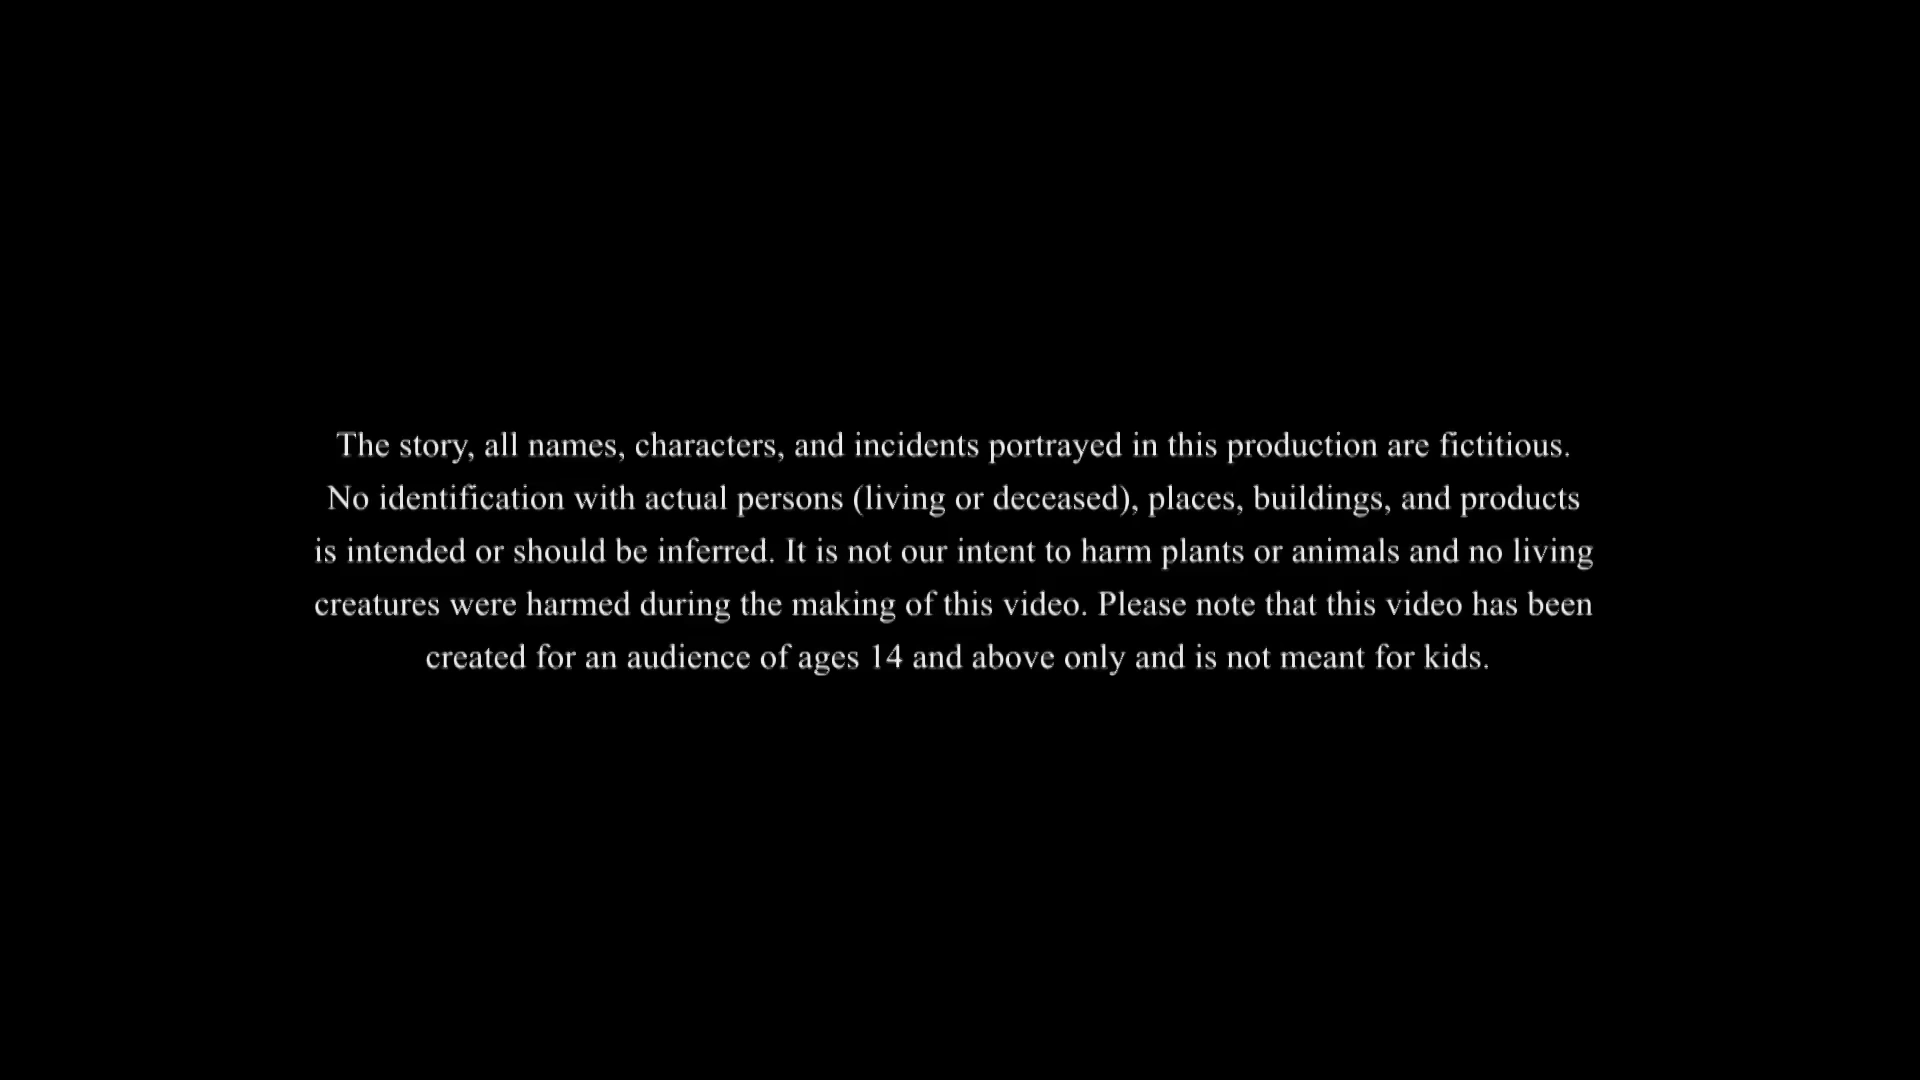 The story, all names, characters, and incidents portrayed in this production are fictitious.
No identification with actual persons (living or deceased), places, buildings, and products
is intended or should be inferred. It is not our intent to harm plants or animals and no living
creatures were harmed during the making of this video. Please note that this video has been
created for an audience of ages 14 and above only and is not meant for kids.